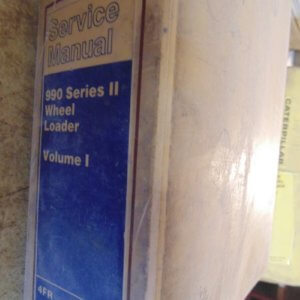 Service
Manual
990 Series II
Wheel
Loader
Volume I
4FR
CATERPILLAR